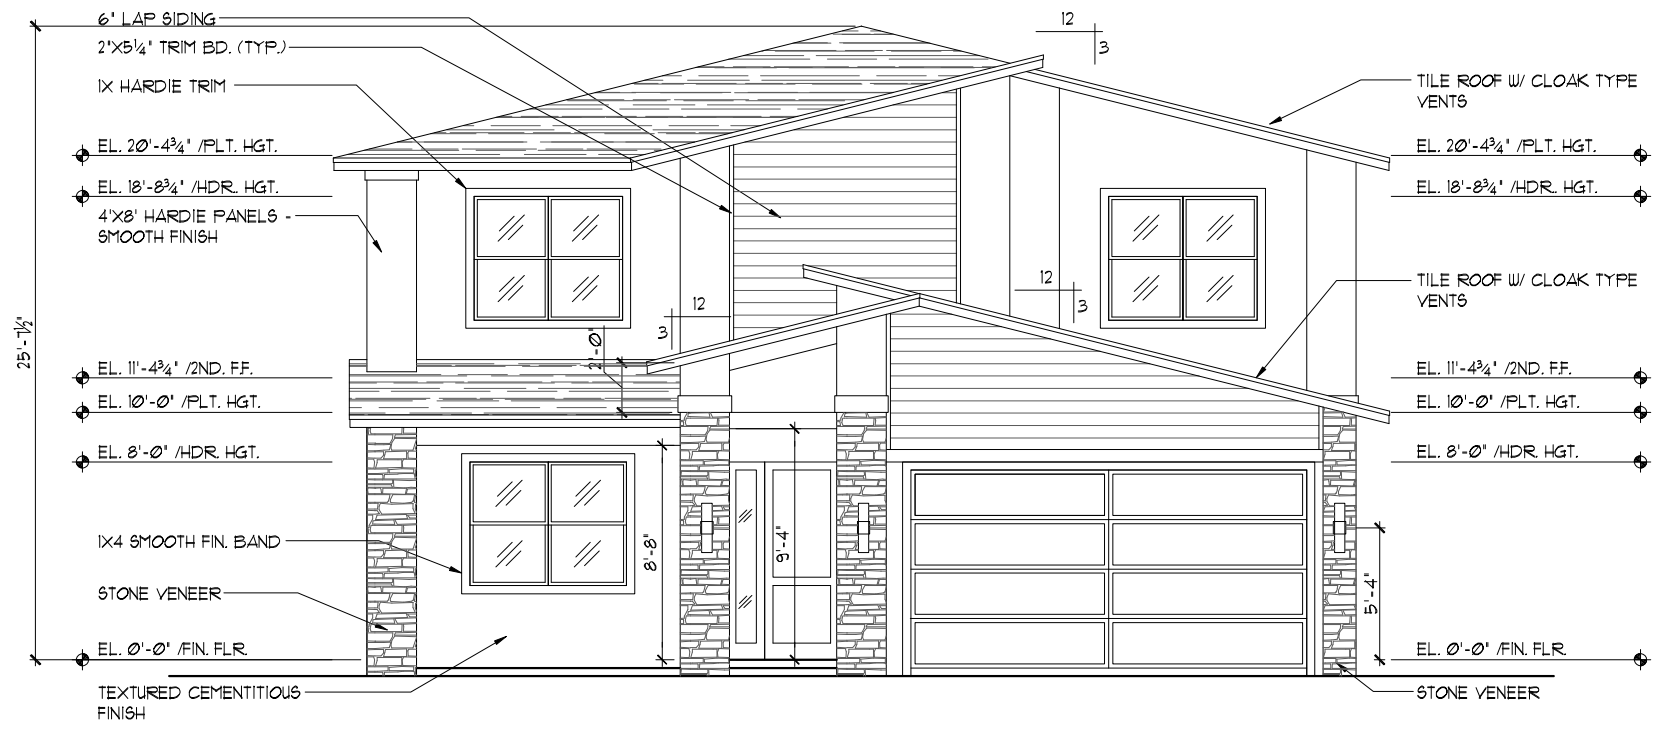 6" LAP SIDING
2"X5¼" TRIM BD. (TYP.)
1X HARDIE TRIM
EL. 20'-4¾" /PLT. HGT.
EL. 18'-8¾" /HDR. HGT.
4'X8' HARDIE PANELS -
SMOOTH FINISH
25'-7½"
EL. 11'-4¾" /2ND. F.F.
EL. 10'-0" /PLT. HGT.
EL. 8'-0" /HDR. HGT.
1X4 SMOOTH FIN. BAND
STONE VENEER
EL. 0'-0" /FIN. FLR.
TEXTURED CEMENTITIOUS
FINISH
12
3
12
3
12
3
2'-0"
8'-8"
9'-4"
5'-4"
TILE ROOF W/ CLOAK TYPE
VENTS
EL. 20'-4¾" /PLT. HGT.
EL. 18'-8¾" /HDR. HGT.
TILE ROOF W/ CLOAK TYPE
VENTS
EL. 11'-4¾" /2ND. F.F.
EL. 10'-0" /PLT. HGT.
EL. 8'-0" /HDR. HGT.
EL. 0'-0" /FIN. FLR.
STONE VENEER